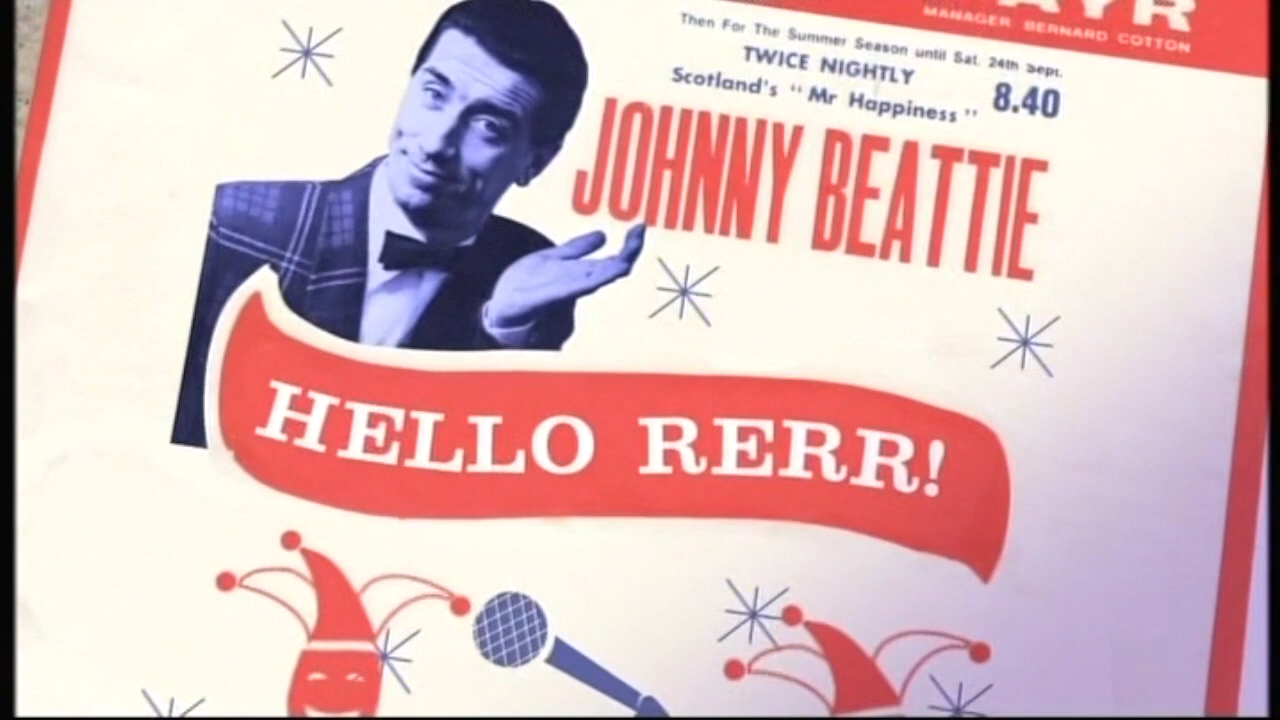 AYR
MANAGER BERNARD COTTON
Then For The Summer Season until Sat. 24th Sept.
TWICE NIGHTLY
8.40
Scotland's "Mr Happiness"
JOHNNY BEATTIE
HELLO RERR!